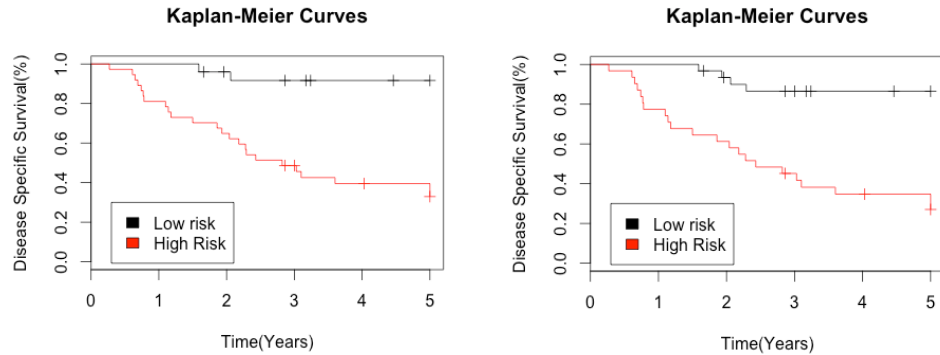 Kaplan-Meier Curves
Disease Specific Survival(%)
1.0
0.8
0.6
0.4
0.2
0.0
Low risk
High Risk
0 1 2 3 4 5
Time(Years)
Kaplan-Meier Curves
Disease Specific Survival(%)
1.0
0.8
0.6
0.4
0.2
0.0
Low risk
High Risk
0 1 2 3 4 5
Time(Years)